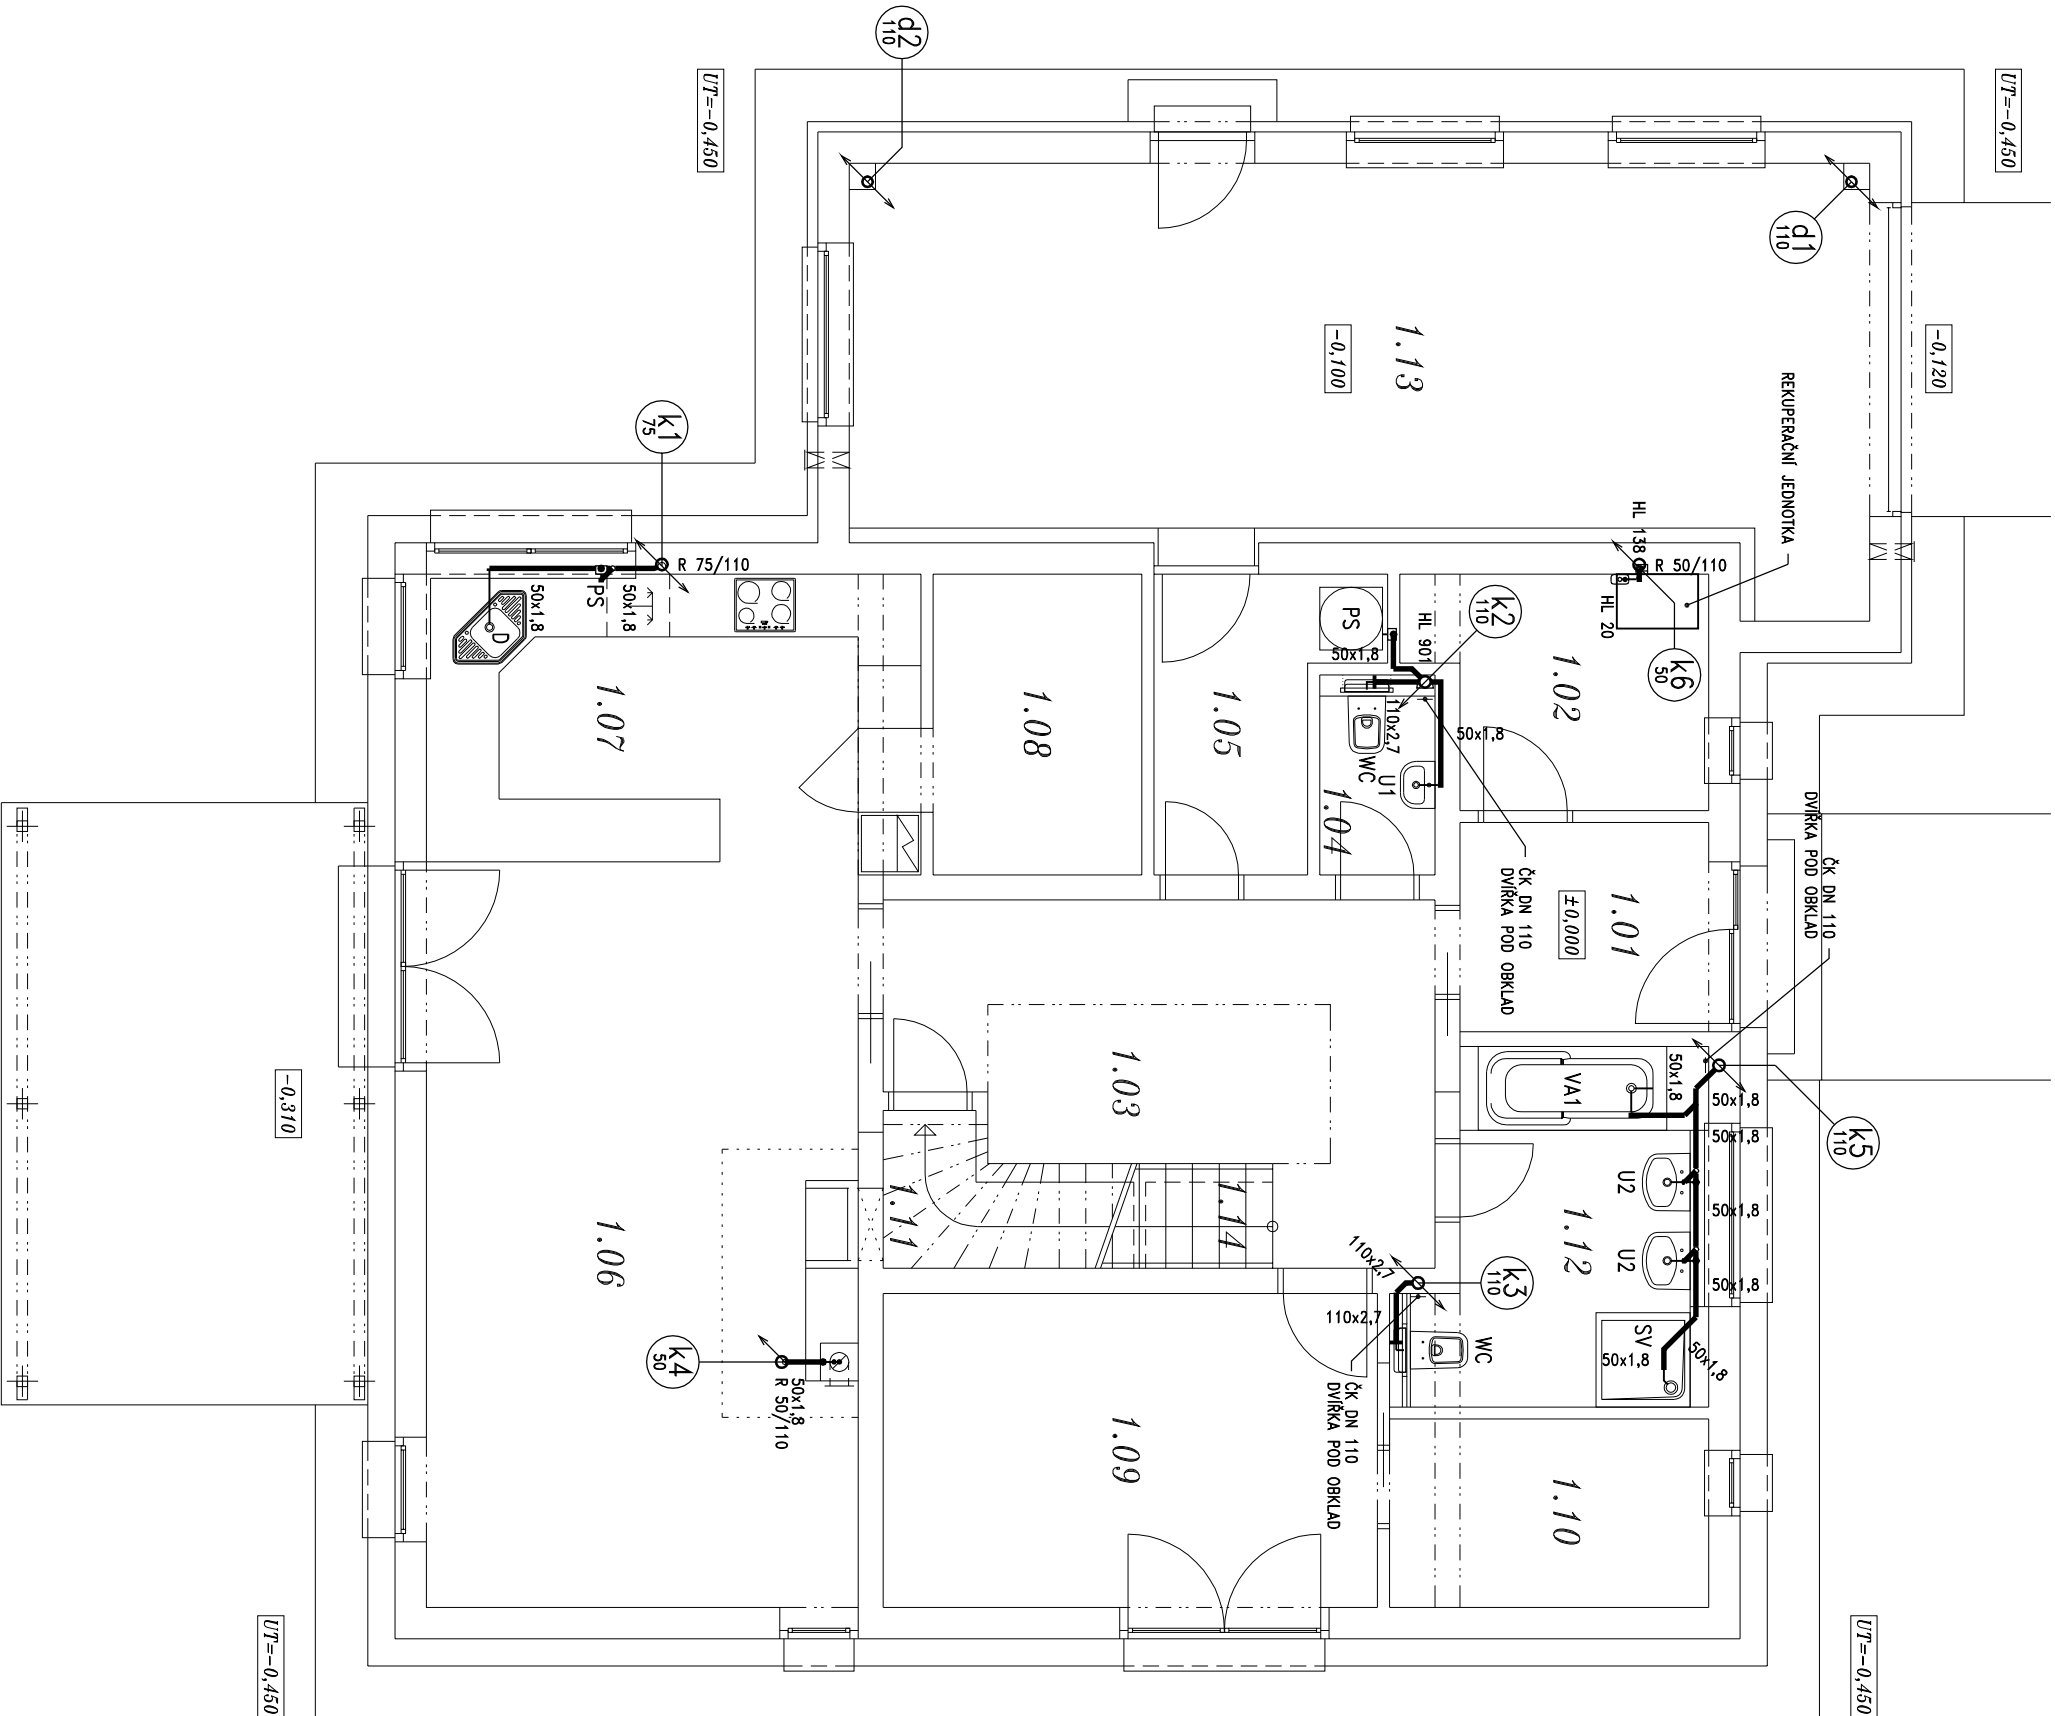 d2
110
UT=-0,450
UT=-0,450
d1
110
-0,120
1.13
-0,100
REKUPERAČNÍ JEDNOTKA
k1
75
R 75/110
PS
50x1,8
50x1,8
D
HL 138
R 50/110
HL 20
k6
50
k2
110
HL 901
PS
50x1,8
110x2,7
50x1,8
WC
U1
1.02
1.04
1.05
1.08
1.07
ČK DN 110
DVÍŘKA POD OBKLAD
ČK DN 110
DVÍŘKA POD OBKLAD
1.01
±0,000
1.03
VA1
50x1,8
50x1,8
50x1,8
50x1,8
50x1,8
k5
110
U2
U2
1.12
SV
50x1,8
50x1,8
-0,310
1.06
1.11
1.14
110x2,7
k3
110
110x2,7
WC
ČK DN 110
DVÍŘKA POD OBKLAD
k4
50
50x1,8
R 50/110
1.09
1.10
UT=-0,450
UT=-0,450